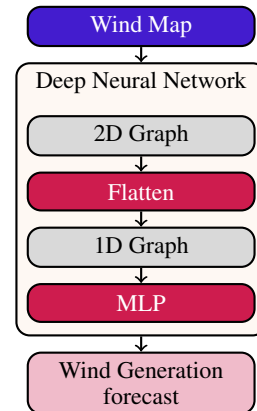 Wind Map
Deep Neural Network
2D Graph
Flatten
1D Graph
MLP
Wind Generation
forecast